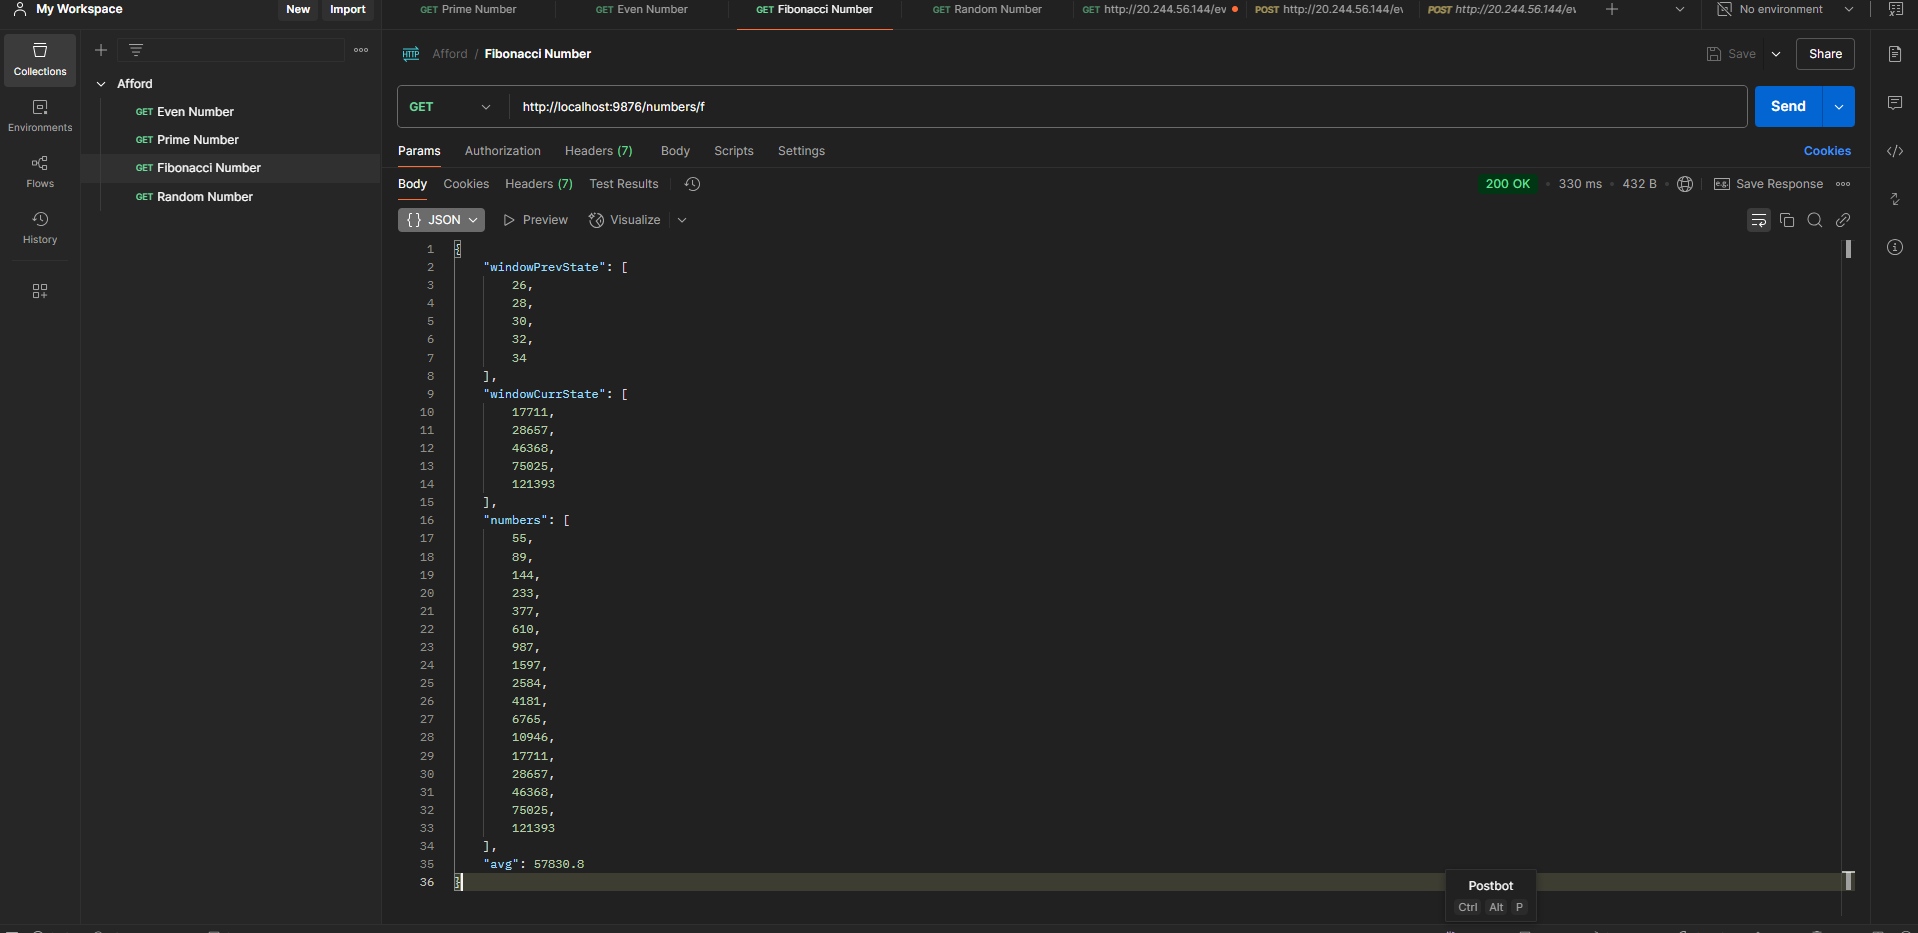 My Workspace
New
Import
GET Prime Number
GET Even Number
GET Fibonacci Number
GET Random Number
GET http://20.244.56.144/ev
POST http://20.244.56.144/ev
POST http://20.244.56.144/ev
No environment
Collections
Environments
Flows
History
Afford
GET Even Number
GET Prime Number
GET Fibonacci Number
GET Random Number
HTTP Afford / Fibonacci Number
Save
Share
GET http://localhost:9876/numbers/f
Send
Params Authorization Headers (7) Body Scripts Settings
Cookies
Body Cookies Headers (7) Test Results
200 OK • 330 ms • 432 B
e.g. Save Response
{} JSON Preview Visualize
1 {
2 "windowPrevState": [
3 26,
4 28,
5 30,
6 32,
7 34
8 ],
9 "windowCurrState": [
10 17711,
11 28657,
12 46368,
13 75025,
14 121393
15 ],
16 "numbers": [
17 55,
18 89,
19 144,
20 233,
21 377,
22 610,
23 987,
24 1597,
25 2584,
26 4181,
27 6765,
28 10946,
29 17711,
30 28657,
31 46368,
32 75025,
33 121393
34 ],
35 "avg": 57830.8
36 }
Postbot
Ctrl Alt P